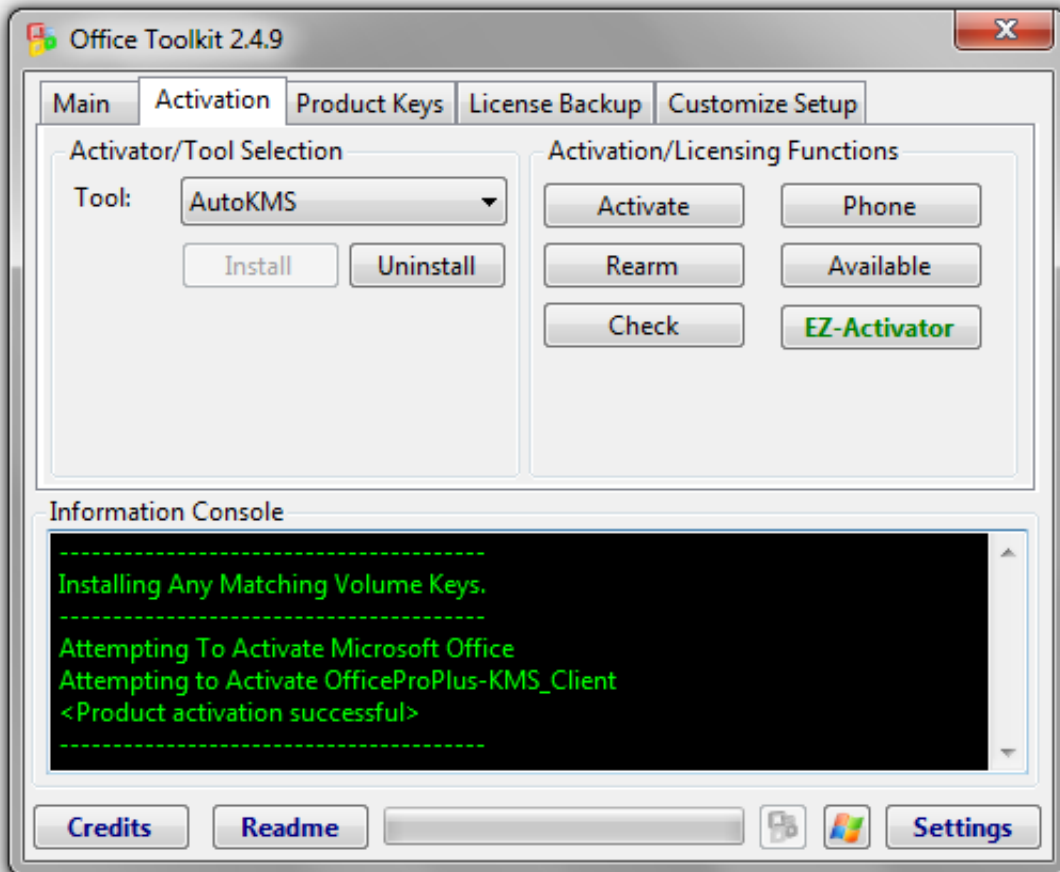 Office Toolkit 2.4.9
X
Main Activation Product Keys License Backup Customize Setup
Activator/Tool Selection
Tool: AutoKMS
Install Uninstall
Activation/Licensing Functions
Activate Phone
Rearm Available
Check EZ-Activator
Information Console
----------------------------------------
Installing Any Matching Volume Keys.
----------------------------------------
Attempting To Activate Microsoft Office
Attempting to Activate OfficeProPlus-KMS_Client
<Product activation successful>
----------------------------------------
Credits Readme Settings